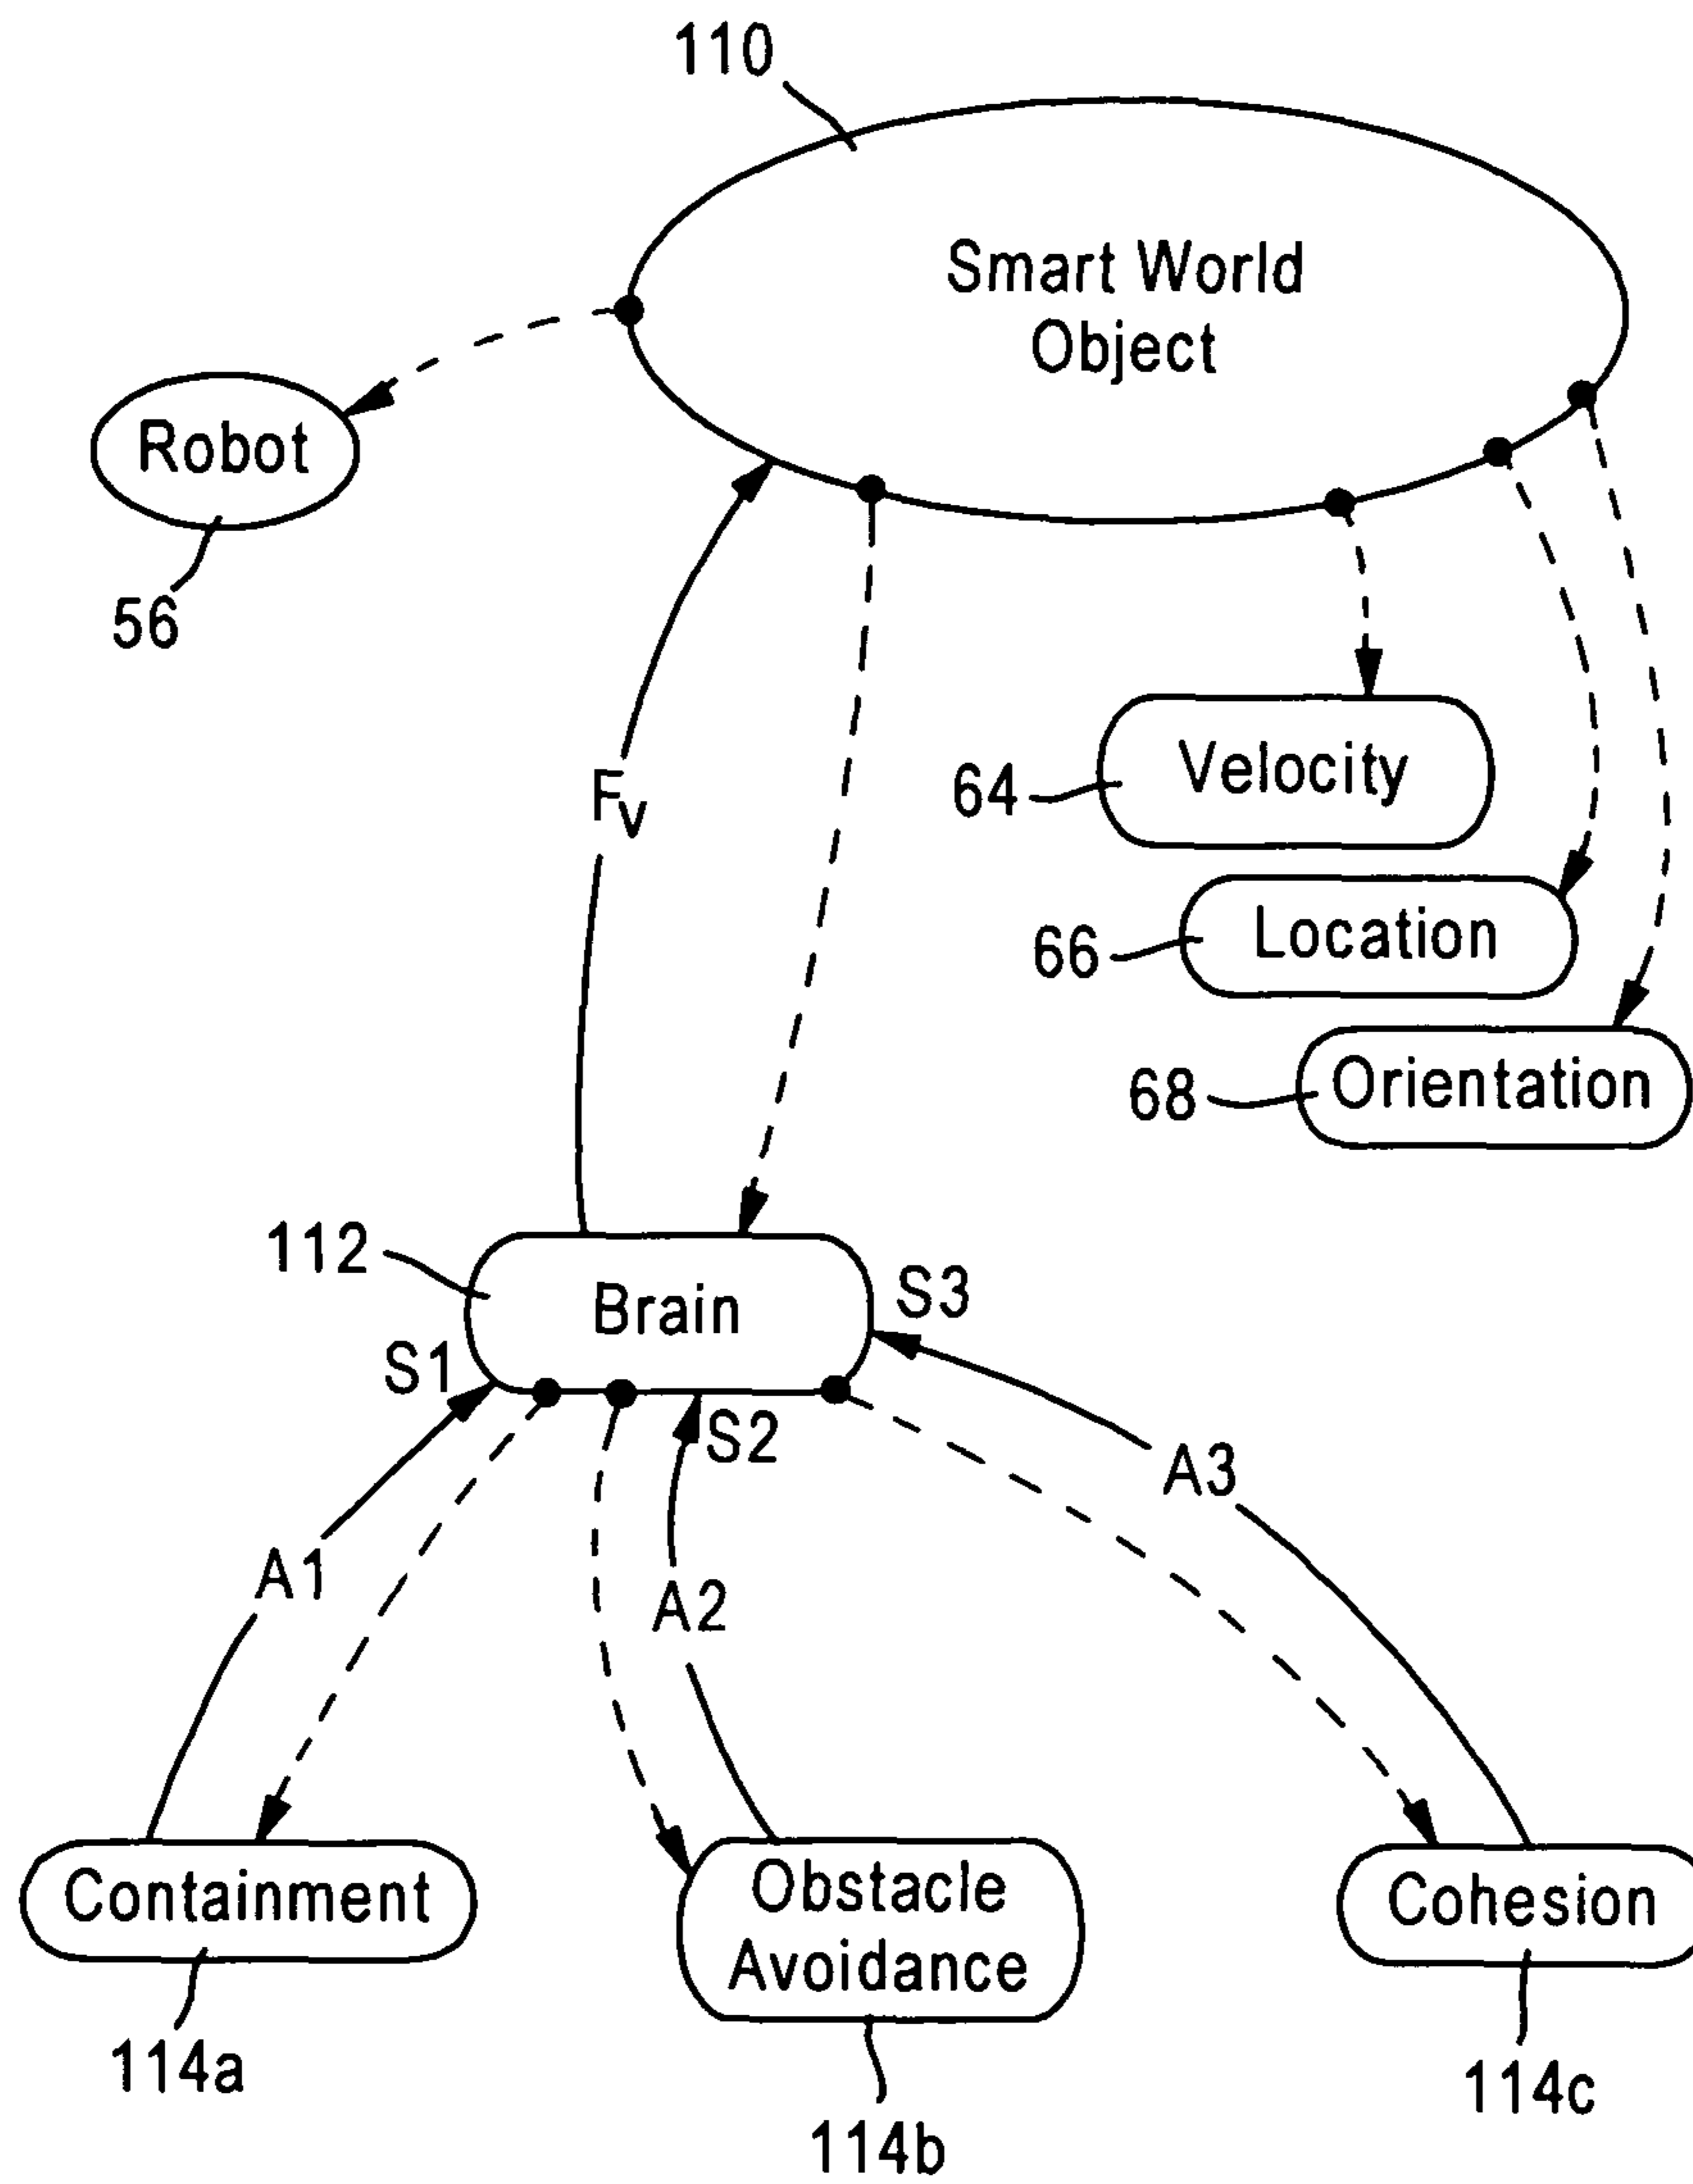 110
Smart World
Object
Robot
56
Fv
64
Velocity
66
Location
68
Orientation
112
Brain
S3
S1
S2
A3
A1
A2
Containment
Obstacle
Avoidance
Cohesion
114a
114b
114c